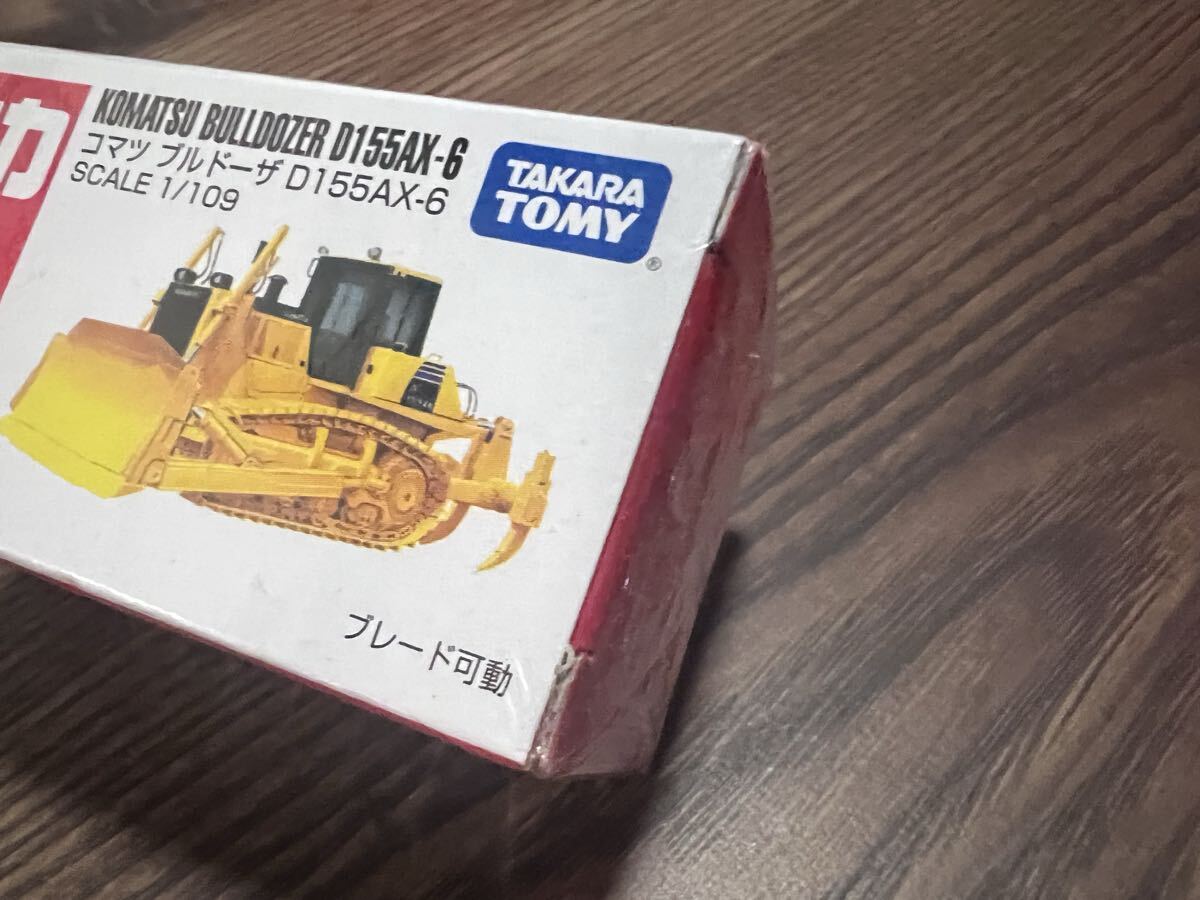 カ
KOMATSU BULLDOZER D155AX-6
コマツ ブルドーザ D155AX-6
SCALE 1/109
TAKARA
TOMY
®
ブレード可動